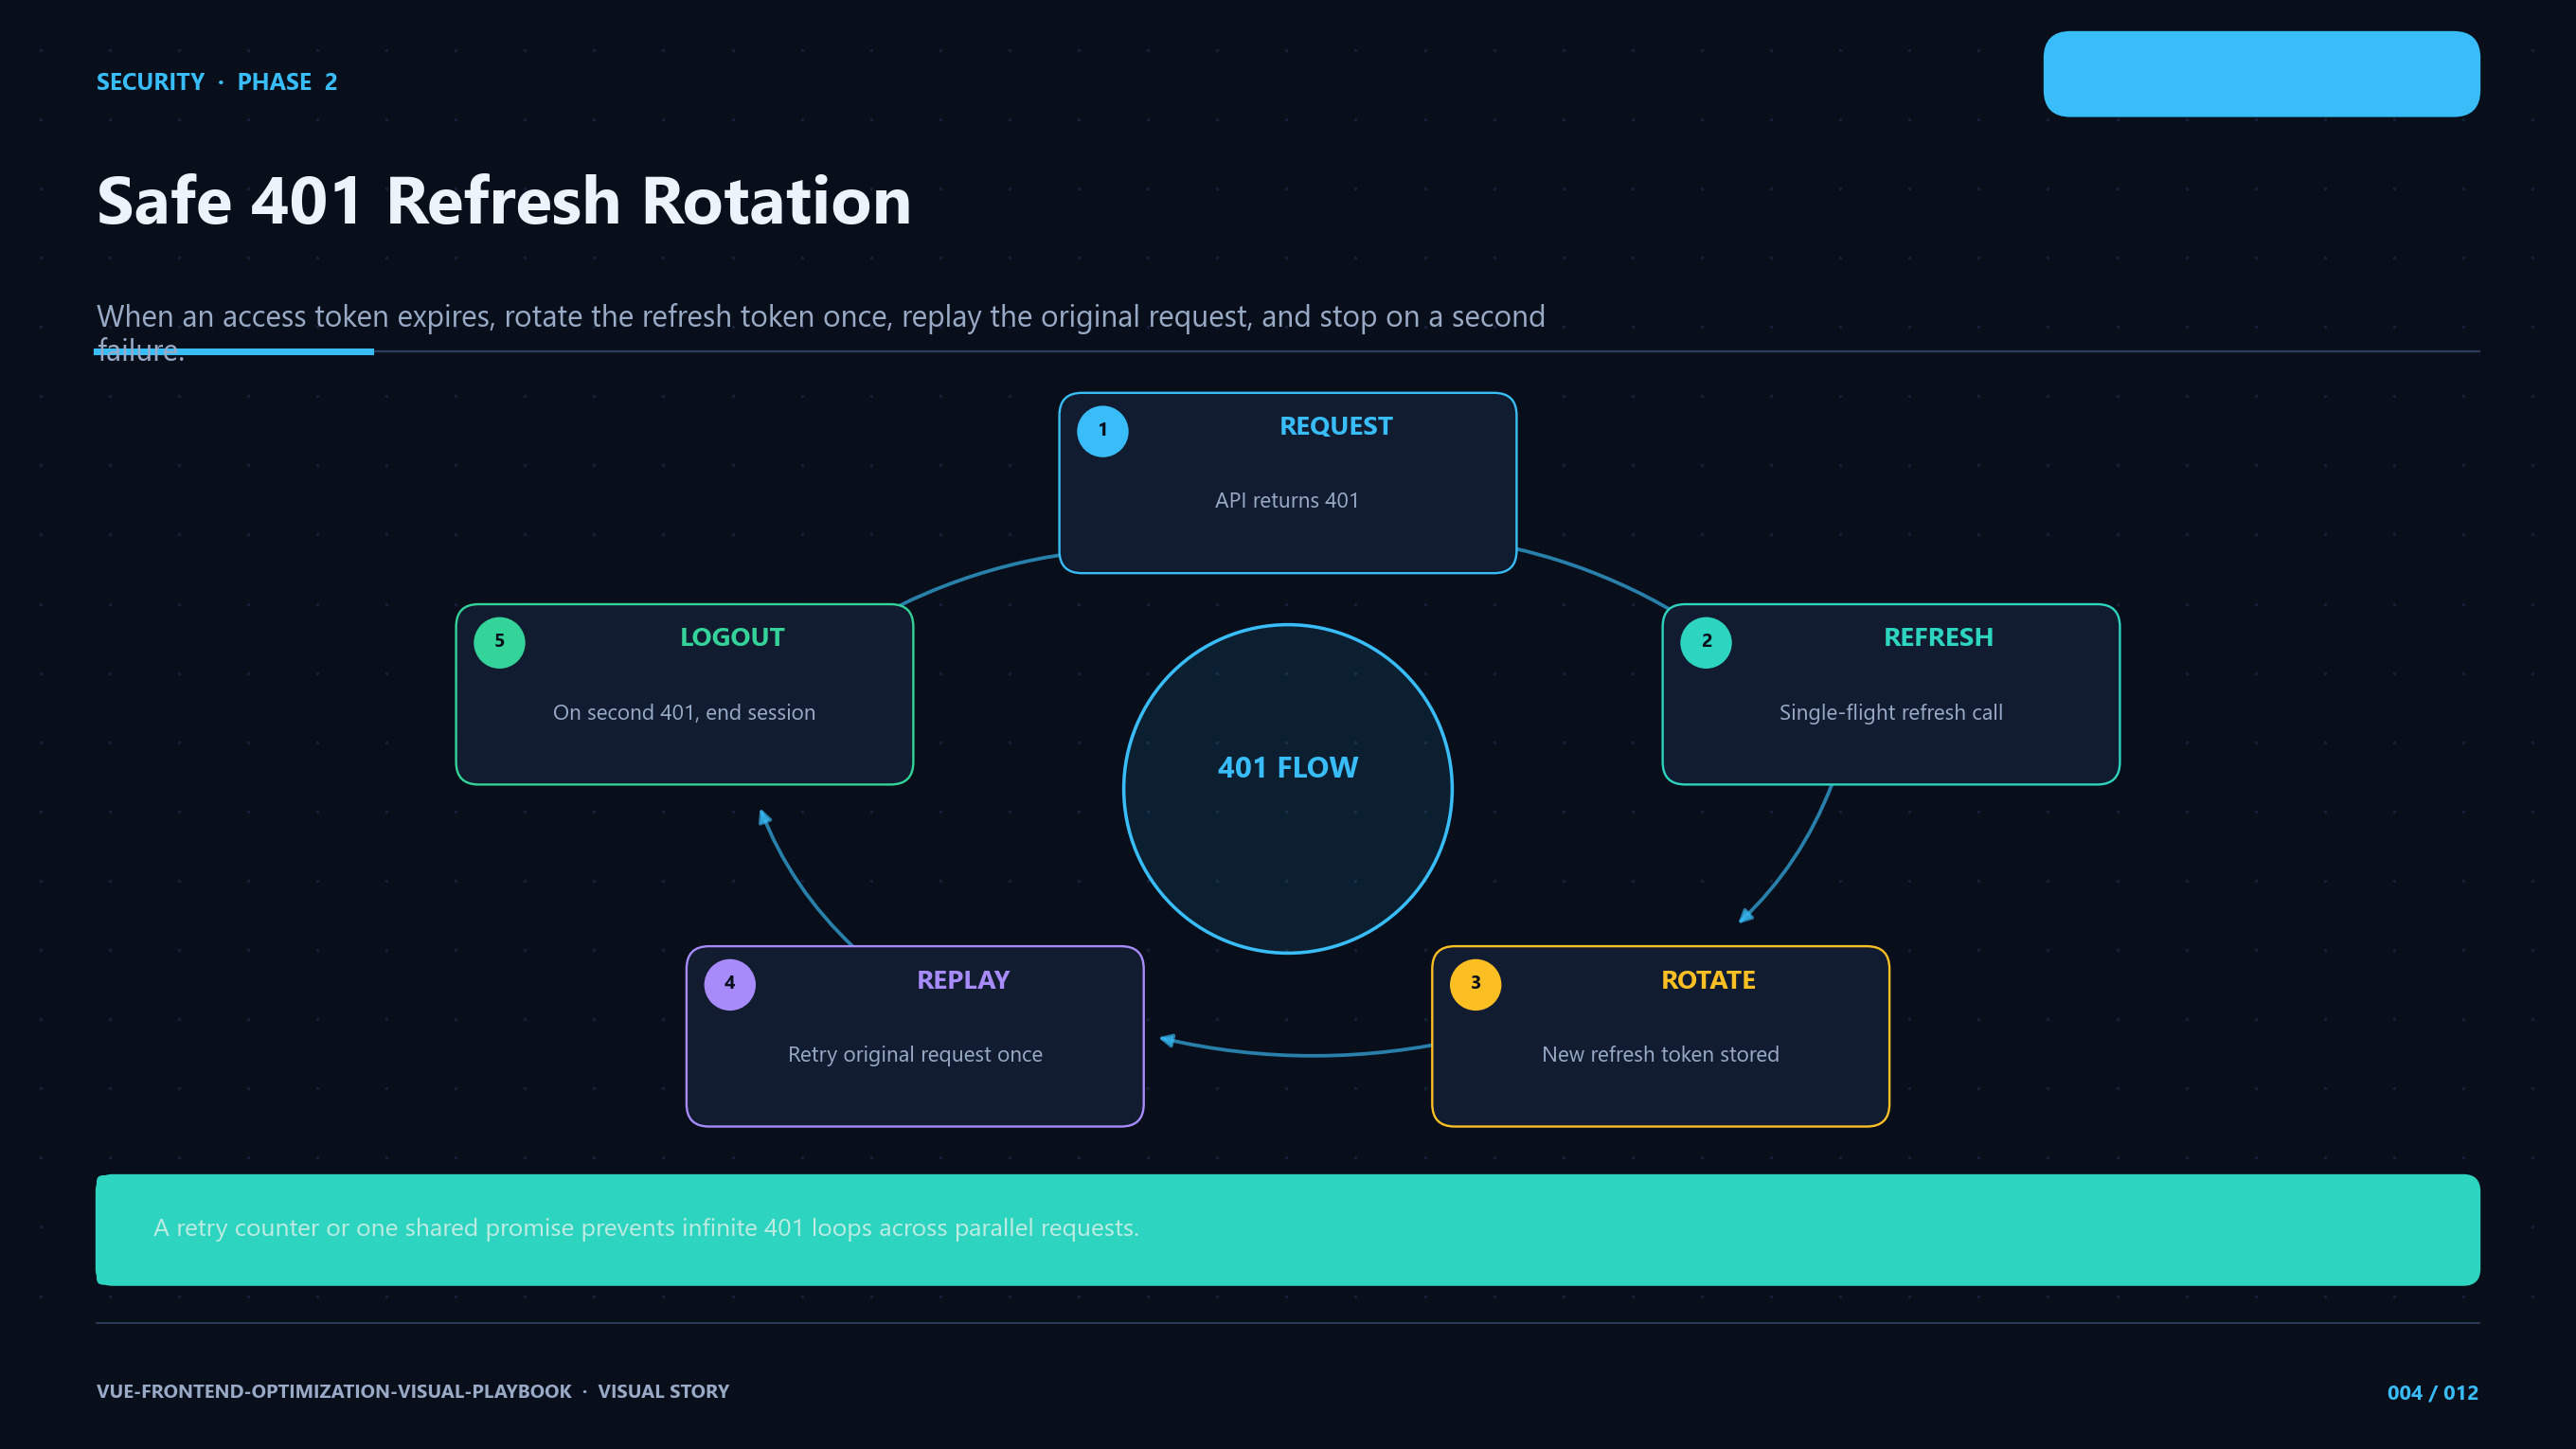 SECURITY · PHASE 2
Safe 401 Refresh Rotation
When an access token expires, rotate the refresh token once, replay the original request, and stop on a second
failure.
1
REQUEST
API returns 401
2
REFRESH
Single-flight refresh call
3
ROTATE
New refresh token stored
4
REPLAY
Retry original request once
5
LOGOUT
On second 401, end session
401 FLOW
A retry counter or one shared promise prevents infinite 401 loops across parallel requests.
VUE-FRONTEND-OPTIMIZATION-VISUAL-PLAYBOOK · VISUAL STORY
004 / 012